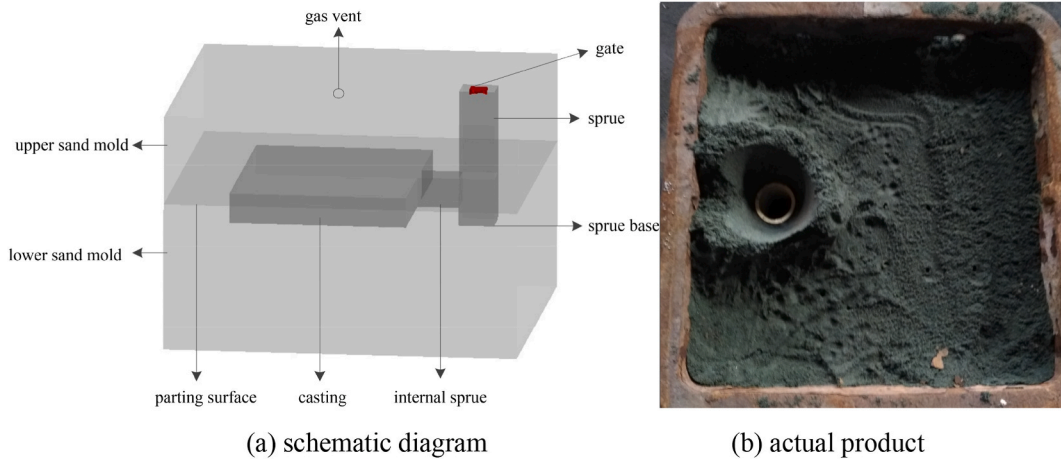 gas vent
gate
sprue
upper sand mold
sprue base
lower sand mold
parting surface
casting
internal sprue
(a) schematic diagram
(b) actual product